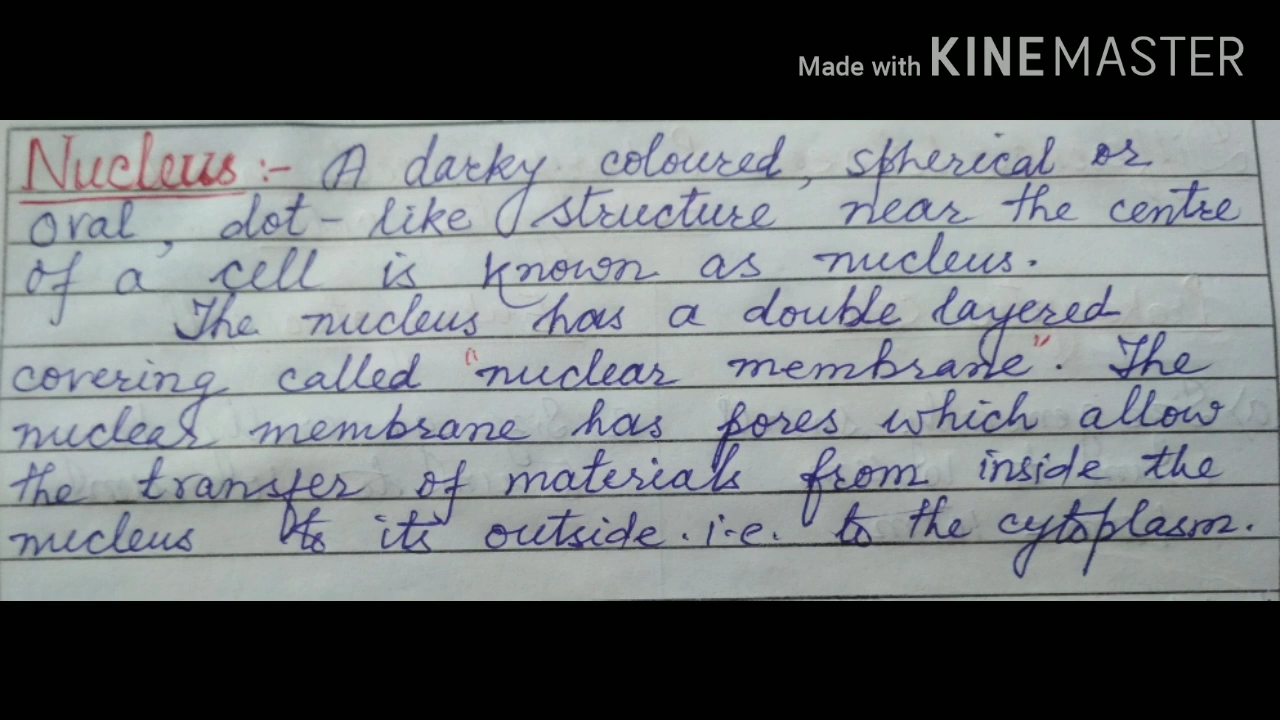 Made with KINEMASTER
Nucleus :- A darky coloured, spherical or
oval, dot-like structure near the centre
of a cell is known as nucleus.
The nucleus has a double layered
covering called "nuclear membrane". The
nuclear membrane has pores which allow
the transfer of materials from inside the
nucleus to its outside. i.e. to the cytoplasm.